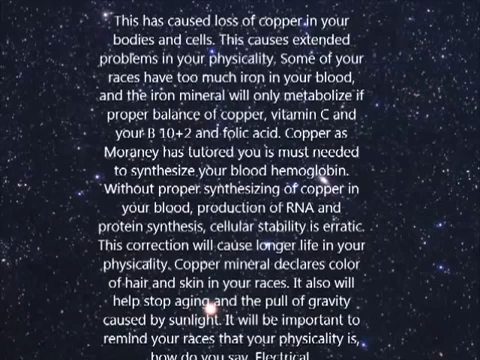 This has caused loss of copper in your
bodies and cells. This causes extended
problems in your physicality. Some of your
races have too much iron in your blood,
and the iron mineral will only metabolize if
proper balance of copper, vitamin C and
your B 10+2 and folic acid. Copper as
Moraney has tutored you is must needed
to synthesize your blood hemoglobin.
Without proper synthesizing of copper in
your blood, production of RNA and
protein synthesis, cellular stability is erratic.
This correction will cause longer life in your
physicality. Copper mineral declares color
of hair and skin in your races. It also will
help stop aging and the pull of gravity
caused by sunlight. It will be important to
remind your races that your physicality is,
how do you say, Electrical